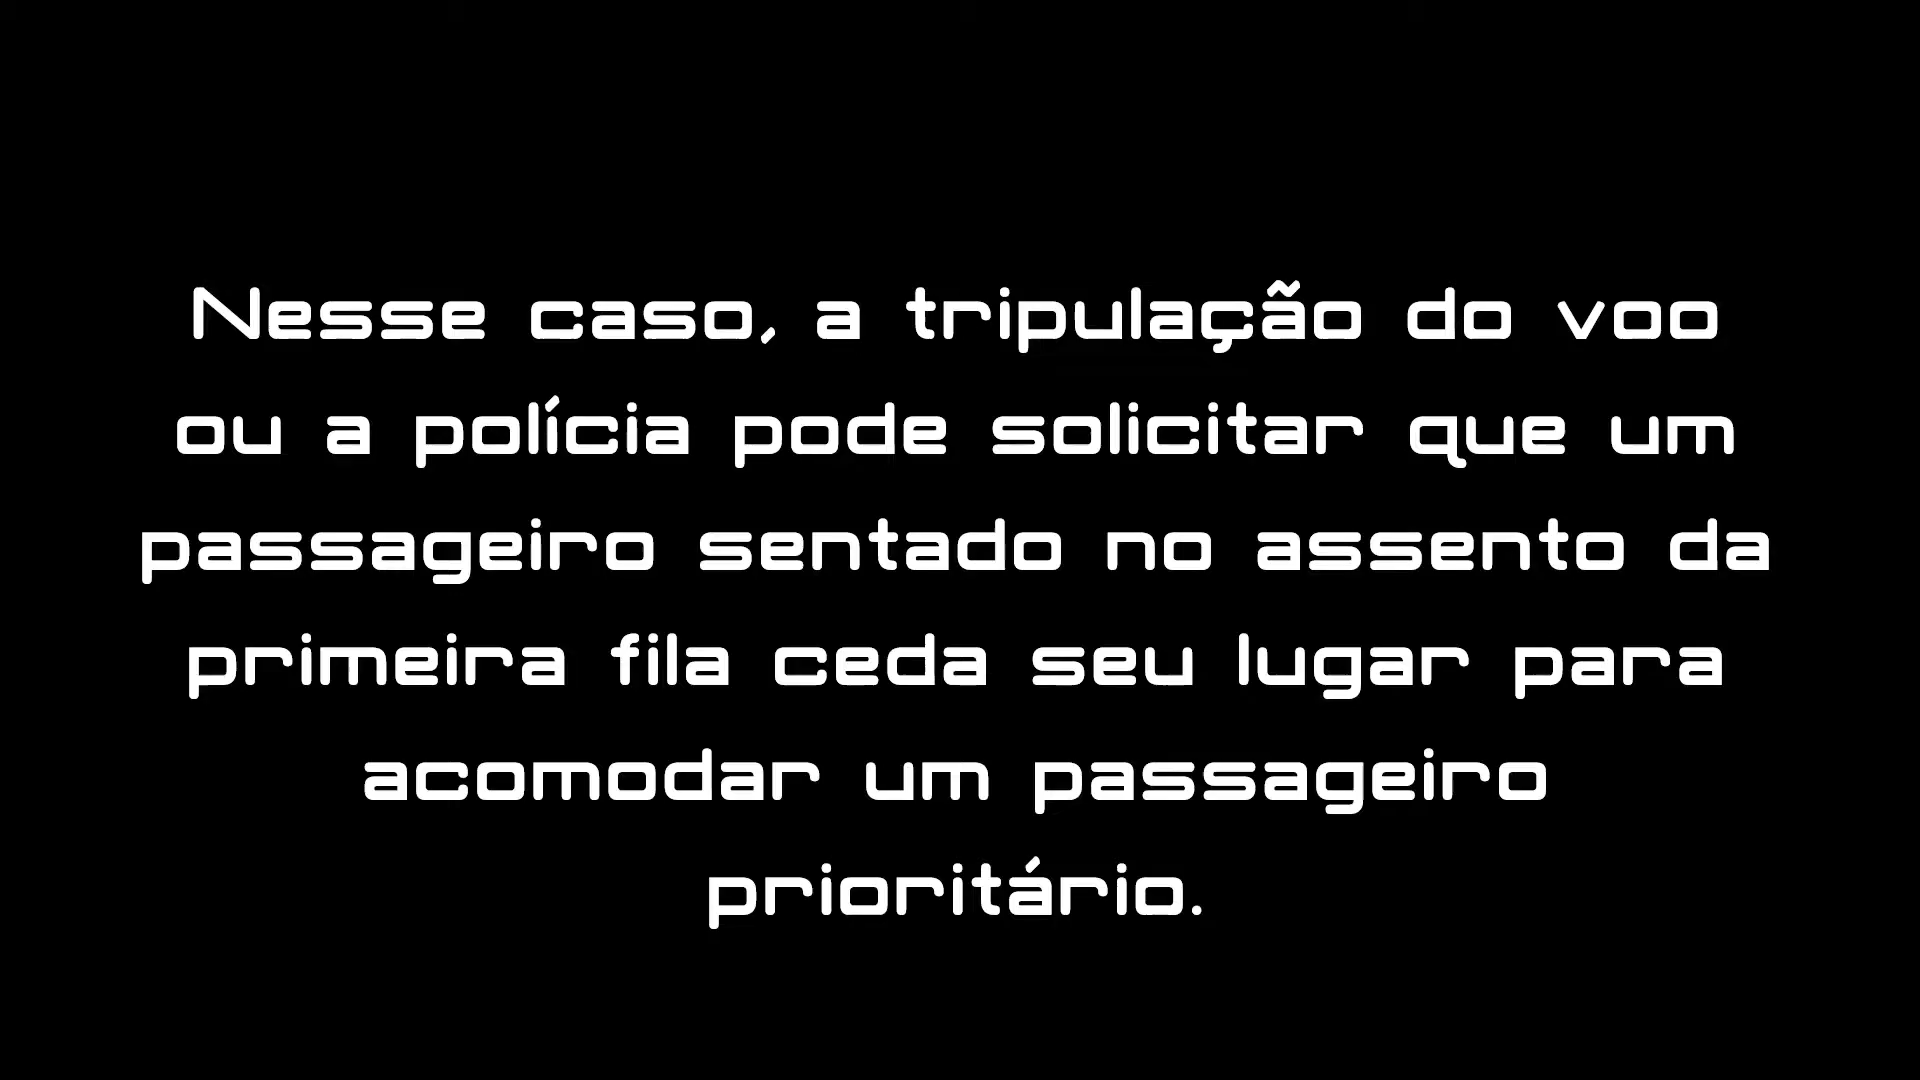 Nesse caso, a tripulação do voo
ou a polícia pode solicitar que um
passageiro sentado no assento da
primeira fila ceda seu lugar para
acomodar um passageiro
prioritário.